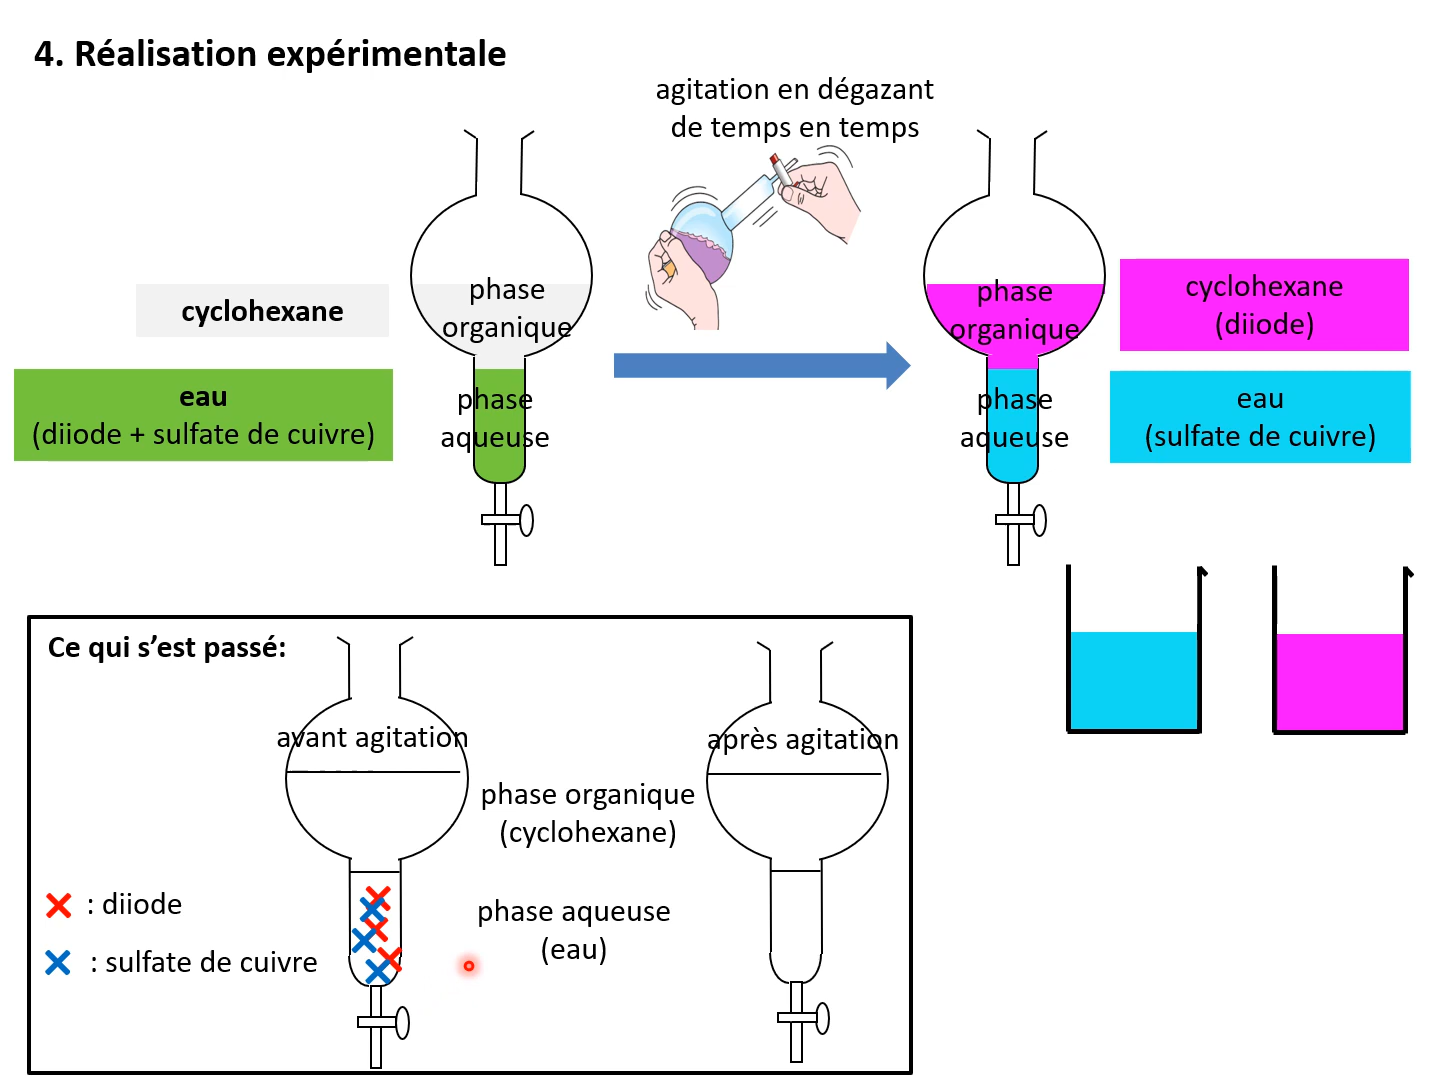 4. Réalisation expérimentale
agitation en dégazant
de temps en temps
cyclohexane
eau
(diiode + sulfate de cuivre)
phase
organique
phase
aqueuse
phase
organique
phase
aqueuse
cyclohexane
(diiode)
eau
(sulfate de cuivre)
Ce qui s’est passé:
avant agitation
après agitation
phase organique
(cyclohexane)
phase aqueuse
(eau)
: diiode
: sulfate de cuivre